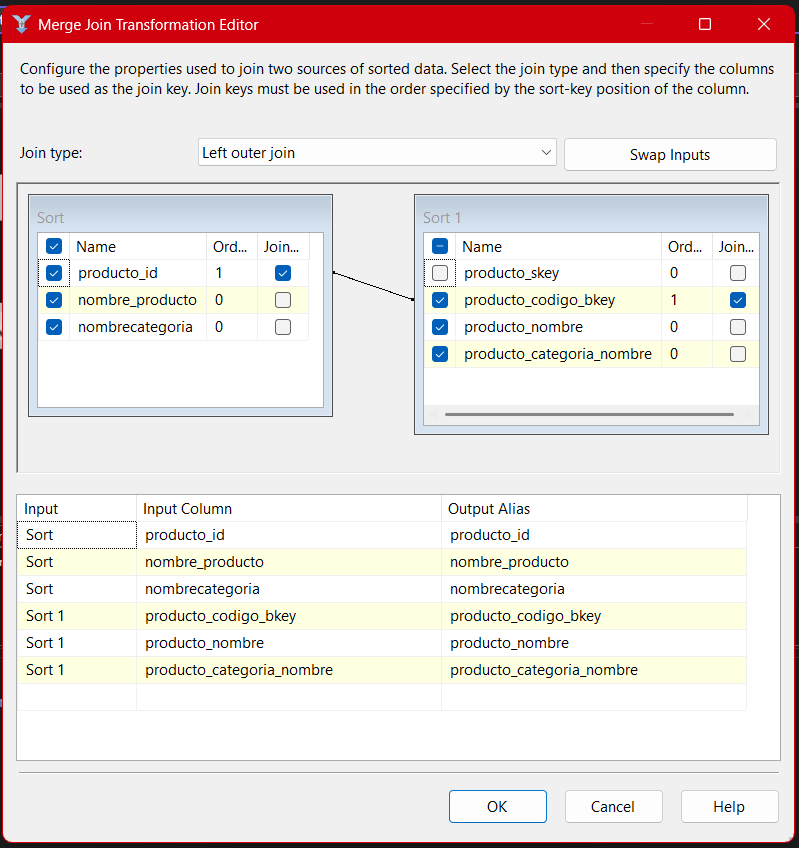 Merge Join Transformation Editor
Configure the properties used to join two sources of sorted data. Select the join type and then specify the columns
to be used as the join key. Join keys must be used in the order specified by the sort-key position of the column.
Join type: Left outer join Swap Inputs
Sort
Name Ord... Join...
producto_id 1
nombre_producto 0
nombrecategoria 0
Sort 1
Name Ord... Join...
producto_skey 0
producto_codigo_bkey 1
producto_nombre 0
producto_categoria_nombre 0
Input Input Column Output Alias
Sort producto_id producto_id
Sort nombre_producto nombre_producto
Sort nombrecategoria nombrecategoria
Sort 1 producto_codigo_bkey producto_codigo_bkey
Sort 1 producto_nombre producto_nombre
Sort 1 producto_categoria_nombre producto_categoria_nombre
OK Cancel Help